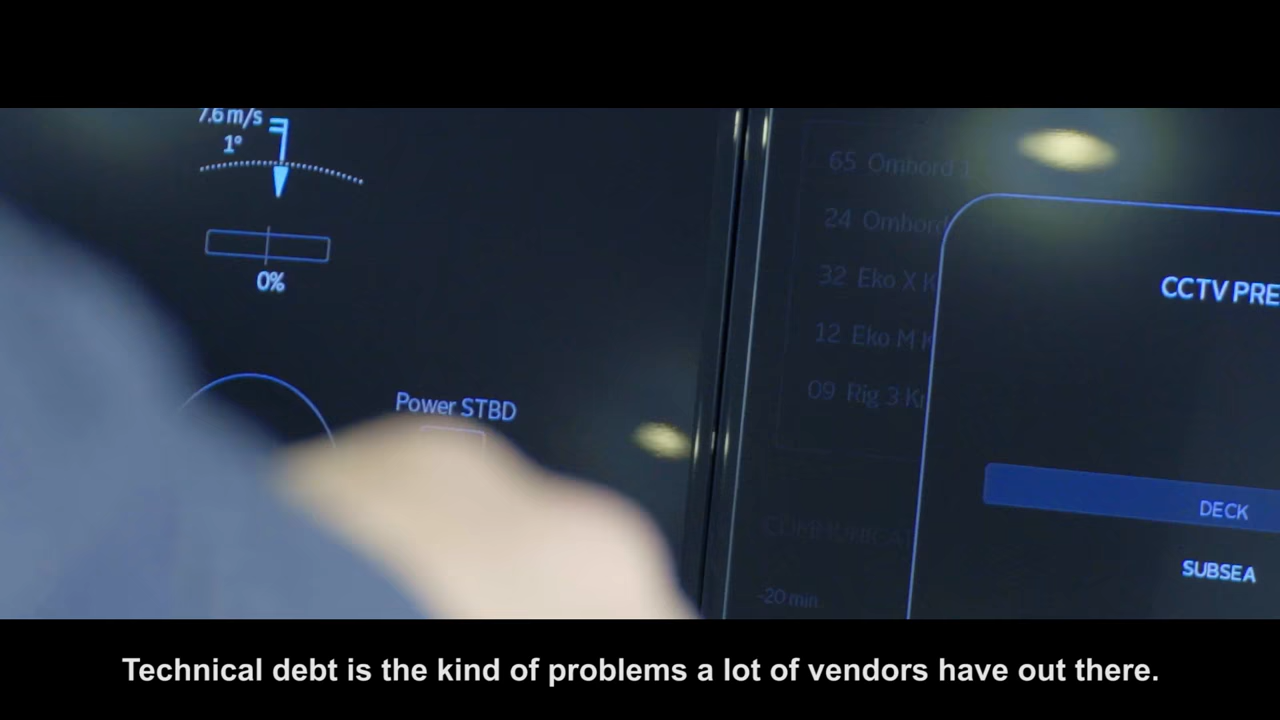 7.6 m/s
1°
0%
Power STBD
65 Ombord
24 Ombord
32 Eko X K
12 Eko M K
09 Rig 3 Kr
CCTV PRE
DECK
SUBSEA
-20 min.
Technical debt is the kind of problems a lot of vendors have out there.